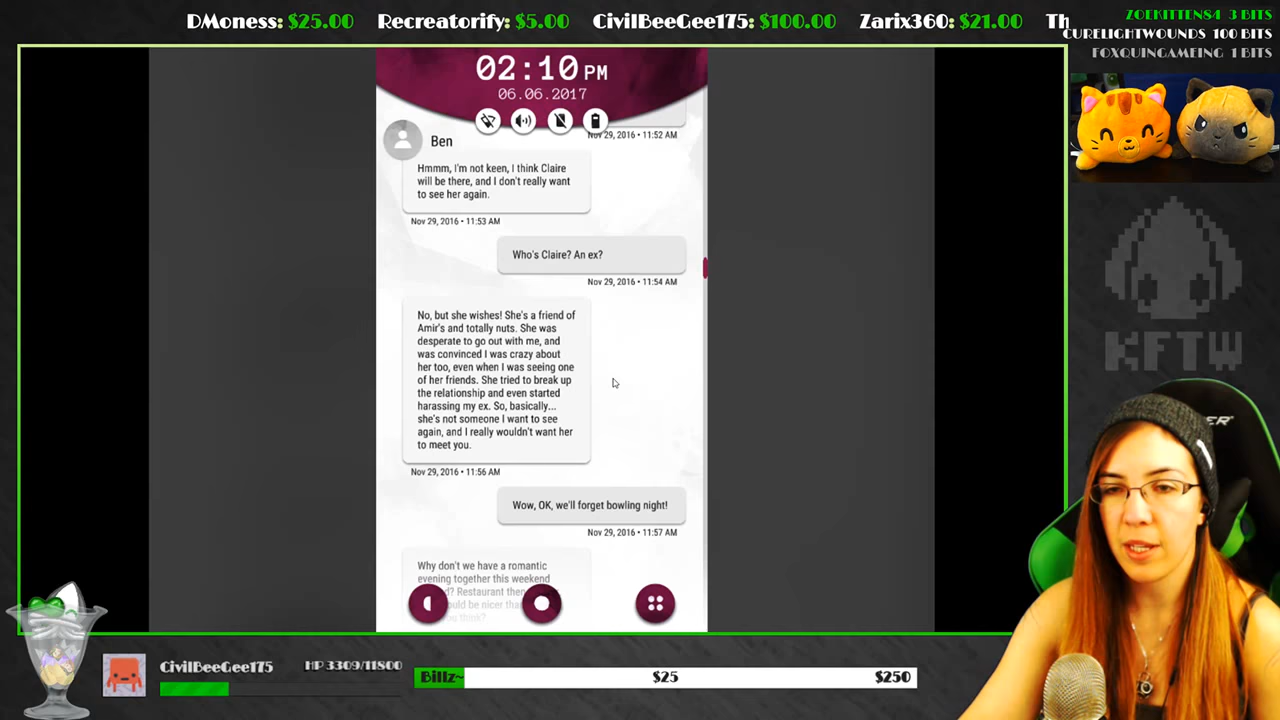 DMoness: $25.00 Recreatorify: $5.00 CivilBeeGee175: $100.00 Zarix360: $21.00 Th
ZOEKITTENS4 3 BITS
CURELIGHTWOUNDS 100 BITS
FOXQUINGAMEING 1 BITS
02:10 PM
06.06.2017
Nov 29, 2016 • 11:52 AM
Ben
Hmmm, I'm not keen, I think Claire
will be there, and I don't really want
to see her again.
Nov 29, 2016 • 11:53 AM
Who's Claire? An ex?
Nov 29, 2016 • 11:54 AM
No, but she wishes! She's a friend of
Amir's and totally nuts. She was
desperate to go out with me, and
was convinced I was crazy about
her too, even when I was seeing one
of her friends. She tried to break up
the relationship and even started
harassing my ex. So, basically...
she's not someone I want to see
again, and I really wouldn't want her
to meet you.
Nov 29, 2016 • 11:56 AM
Wow, OK, we'll forget bowling night!
Nov 29, 2016 • 11:57 AM
Why don't we have a romantic
evening together this weekend
? Restaurant then
be nicer
think?
KFTW
CivilBeeGee175 HP 3309/11800
Billz~ $25 $250